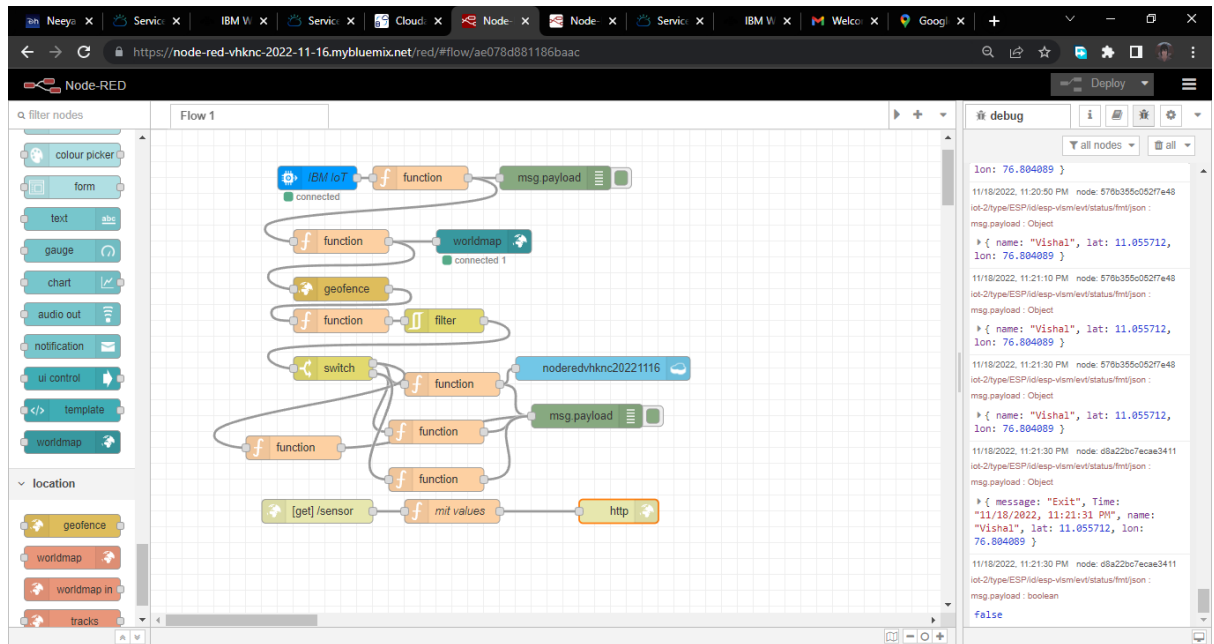 Neeya
Service
IBM W
Service
Clouda
Node-
Node-
Service
IBM W
Welcor
Googl
https://node-red-vhknc-2022-11-16.mybluemix.net/red/#flow/ae078d881186baac
Node-RED
Deploy
filter nodes
colour picker
form
text
abc
gauge
chart
audio out
notification
ui control
</> template
worldmap
location
geofence
worldmap
worldmap in
tracks
Flow 1
IBM IoT
function
msg.payload
connected
function
worldmap
connected 1
geofence
function
filter
switch
function
noderedvhknc20221116
msg.payload
function
function
function
[get] /sensor
mit values
http
debug
i
all nodes
all
lon: 76.804089 }
11/18/2022, 11:20:50 PM node: 576b355c052f7e48
iot-2/type/ESP/id/esp-vlsm/evt/status/fmt/json :
msg.payload : Object
{ name: "Vishal", lat: 11.055712,
lon: 76.804089 }
11/18/2022, 11:21:10 PM node: 576b355c052f7e48
iot-2/type/ESP/id/esp-vlsm/evt/status/fmt/json :
msg.payload : Object
{ name: "Vishal", lat: 11.055712,
lon: 76.804089 }
11/18/2022, 11:21:30 PM node: 576b355c052f7e48
iot-2/type/ESP/id/esp-vlsm/evt/status/fmt/json :
msg.payload : Object
{ name: "Vishal", lat: 11.055712,
lon: 76.804089 }
11/18/2022, 11:21:30 PM node: d8a22bc7ecae3411
iot-2/type/ESP/id/esp-vlsm/evt/status/fmt/json :
msg.payload : Object
{ message: "Exit", Time:
"11/18/2022, 11:21:31 PM", name:
"Vishal", lat: 11.055712, lon:
76.804089 }
11/18/2022, 11:21:30 PM node: d8a22bc7ecae3411
iot-2/type/ESP/id/esp-vlsm/evt/status/fmt/json :
msg.payload : boolean
false